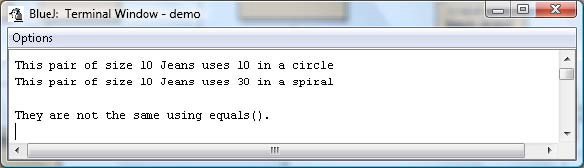 BlueJ: Terminal Window - demo
Options
This pair of size 10 Jeans uses 10 in a circle
This pair of size 10 Jeans uses 30 in a spiral
They are not the same using equals().